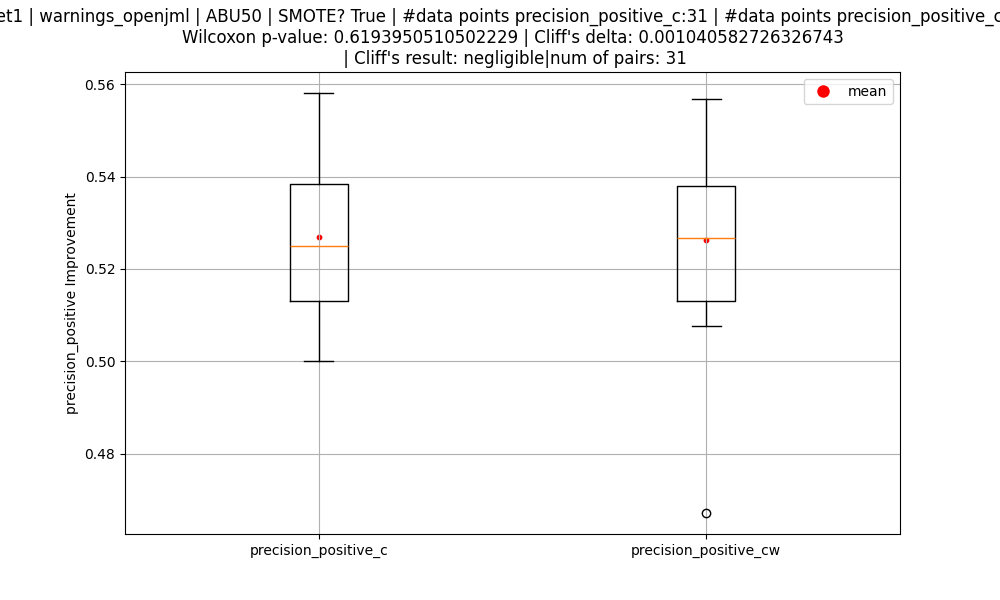 | warnings_openjml | ABU50 | SMOTE? True | #data points precision_positive_c:31 | #data points
Wilcoxon p-value: 0.6193950510502229 | Cliff's delta: 0.001040582726326743
| Cliff's result: negligible|num of pairs: 31
mean
0.56
0.54
0.52
0.50
0.48
precision_positive Improvement
precision_positive_c
precision_positive_cw